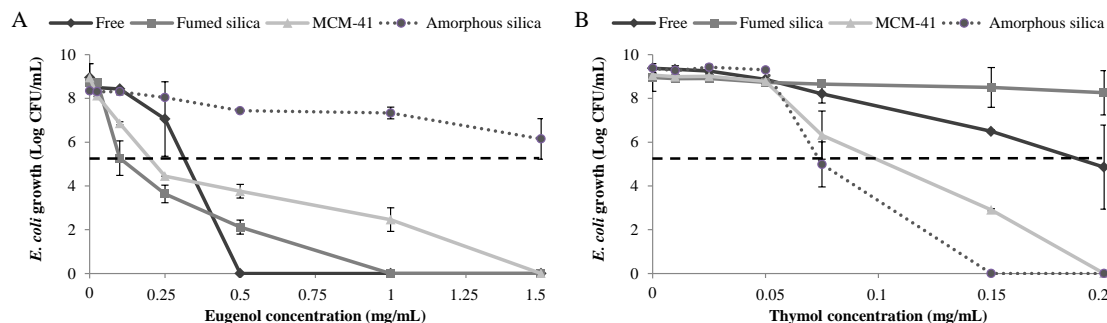 A
Free Fumed silica MCM-41 Amorphous silica
10
8
6
4
2
0
E. coli growth (Log CFU/mL)
0 0.25 0.5 0.75 1 1.25 1.5
Eugenol concentration (mg/mL)
B
Free Fumed silica MCM-41 Amorphous silica
10
8
6
4
2
0
E. coli growth (Log CFU/mL)
0 0.05 0.1 0.15 0.2
Thymol concentration (mg/mL)